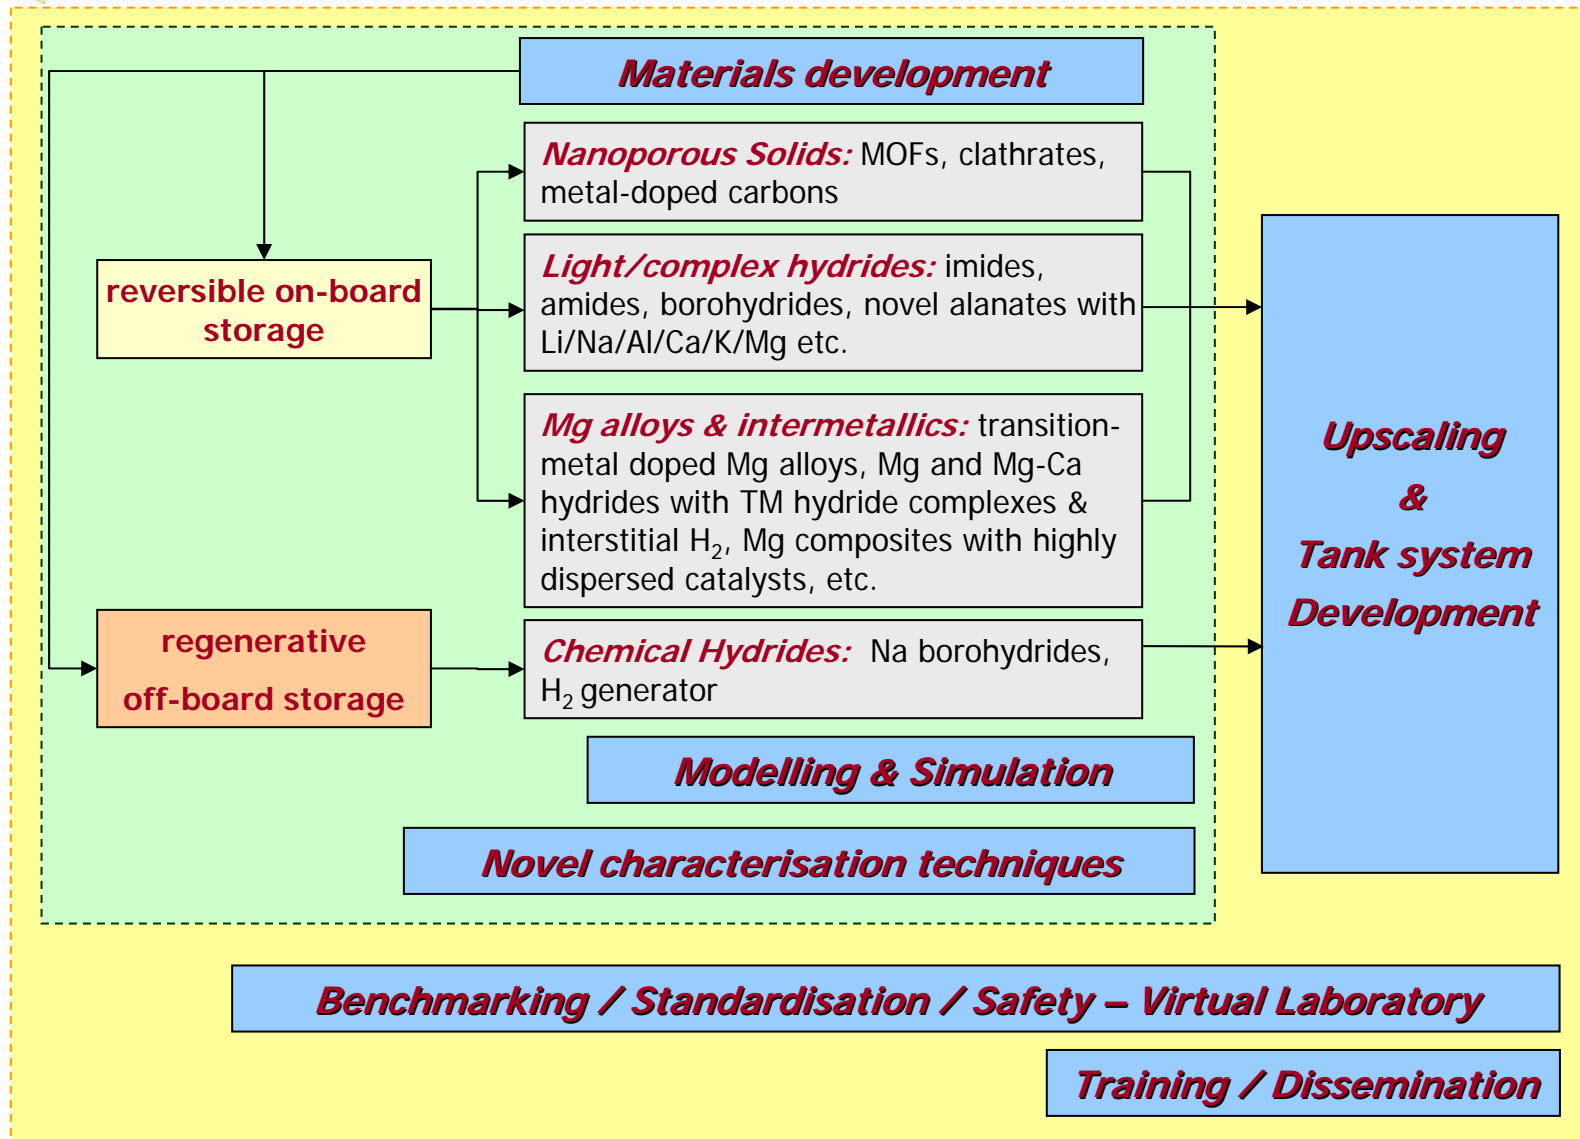 Materials development
Nanoporous Solids: MOFs, clathrates,
metal-doped carbons
reversible on-board
storage
Light/complex hydrides: imides,
amides, borohydrides, novel alanates with
Li/Na/Al/Ca/K/Mg etc.
Mg alloys & intermetallics: transition-
metal doped Mg alloys, Mg and Mg-Ca
hydrides with TM hydride complexes &
interstitial H₂, Mg composites with highly
dispersed catalysts, etc.
regenerative
off-board storage
Chemical Hydrides: Na borohydrides,
H₂ generator
Upscaling
&
Tank system
Development
Modelling & Simulation
Novel characterisation techniques
Benchmarking / Standardisation / Safety – Virtual Laboratory
Training / Dissemination